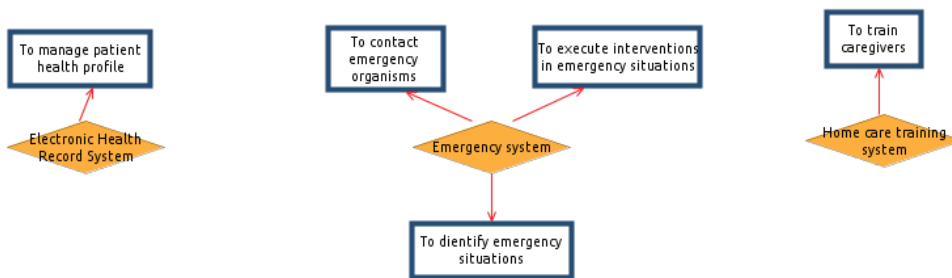 To manage patient
health profile
Electronic Health
Record System
To contact
emergency
organisms
To execute interventions
in emergency situations
Emergency system
To dientify emergency
situations
To train
caregivers
Home care training
system